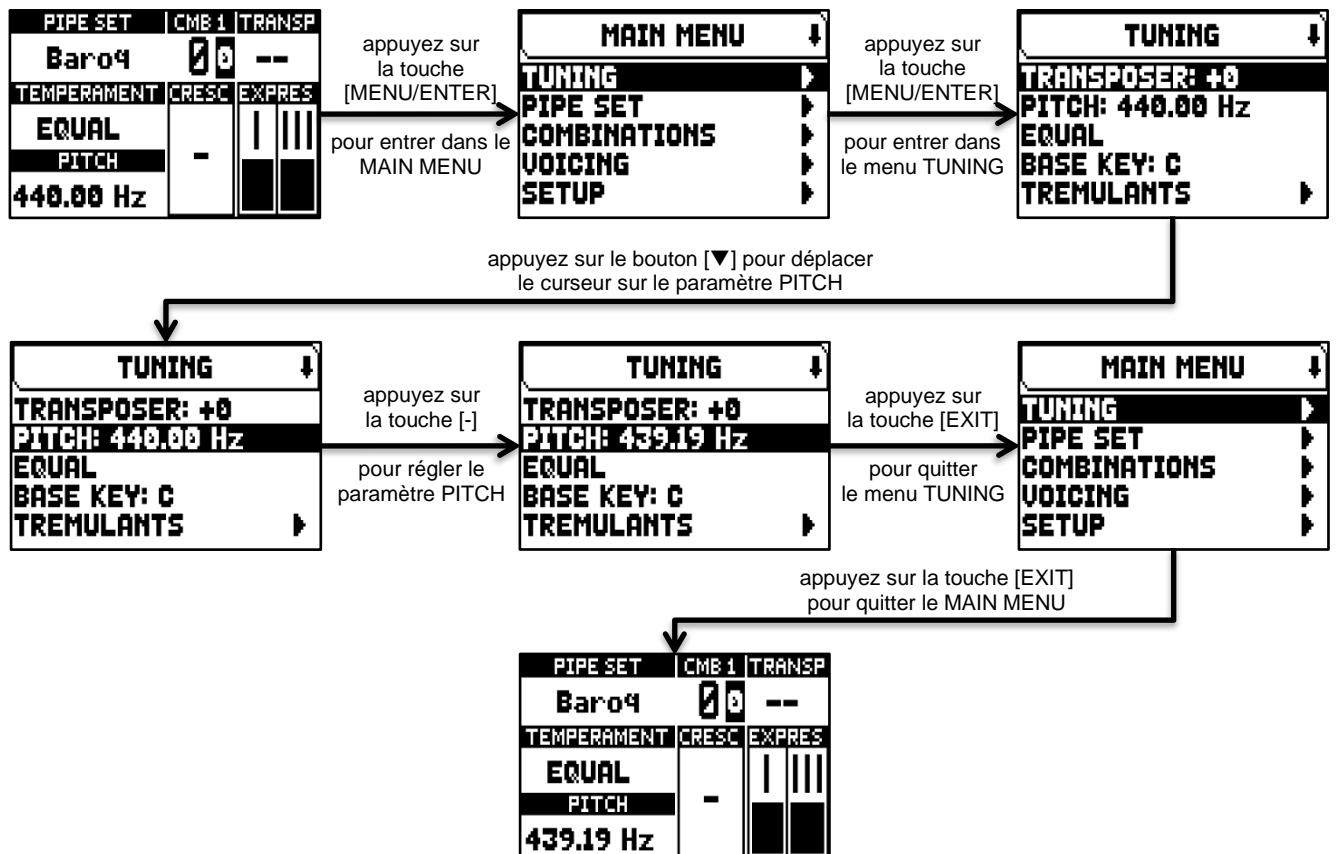 PIPE SET CMB 1 TRANSP
Baroq 00 --
TEMPERAMENT CRESC EXPRES
EQUAL - I III
PITCH
440.00 Hz
appuyez sur
la touche
[MENU/ENTER]
pour entrer dans le
MAIN MENU
MAIN MENU
TUNING
PIPE SET
COMBINATIONS
VOICING
SETUP
appuyez sur
la touche
[MENU/ENTER]
pour entrer dans
le menu TUNING
TUNING
TRANSPOSER: +0
PITCH: 440.00 Hz
EQUAL
BASE KEY: C
TREMULANTS
appuyez sur le bouton [▼] pour déplacer
le curseur sur le paramètre PITCH
TUNING
TRANSPOSER: +0
PITCH: 440.00 Hz
EQUAL
BASE KEY: C
TREMULANTS
appuyez sur
la touche [-]
pour régler le
paramètre PITCH
TUNING
TRANSPOSER: +0
PITCH: 439.19 Hz
EQUAL
BASE KEY: C
TREMULANTS
appuyez sur
la touche [EXIT]
pour quitter
le menu TUNING
MAIN MENU
TUNING
PIPE SET
COMBINATIONS
VOICING
SETUP
appuyez sur la touche [EXIT]
pour quitter le MAIN MENU
PIPE SET CMB 1 TRANSP
Baroq 00 --
TEMPERAMENT CRESC EXPRES
EQUAL - I III
PITCH
439.19 Hz